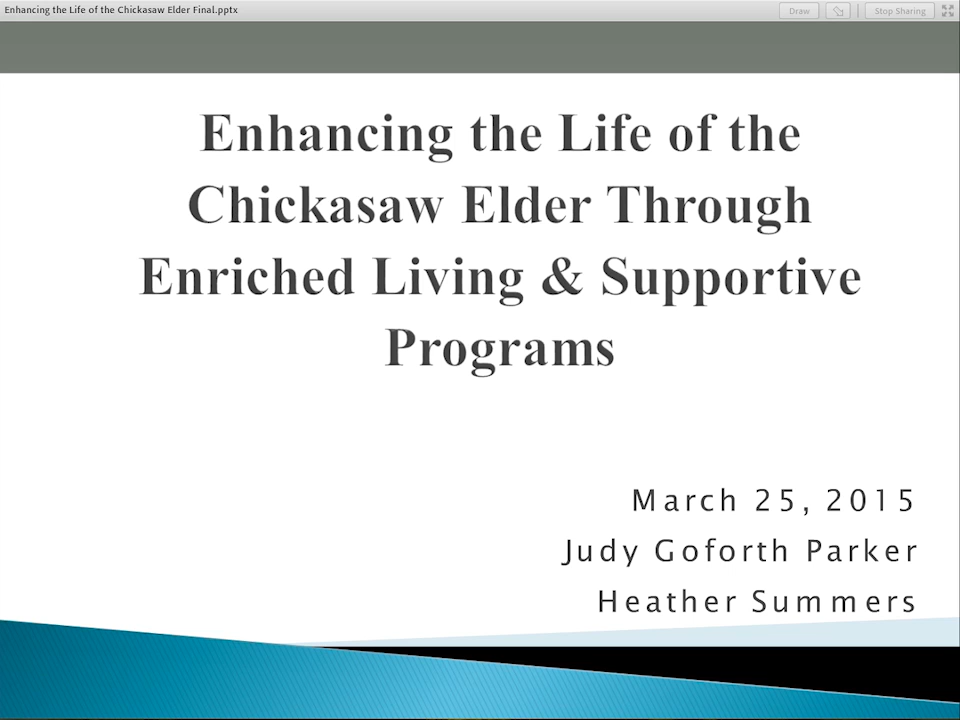 Enhancing the Life of the Chickasaw Elder Final.pptx
Draw
Stop Sharing
Enhancing the Life of the
Chickasaw Elder Through
Enriched Living & Supportive
Programs
March 25, 2015
Judy Goforth Parker
Heather Summers